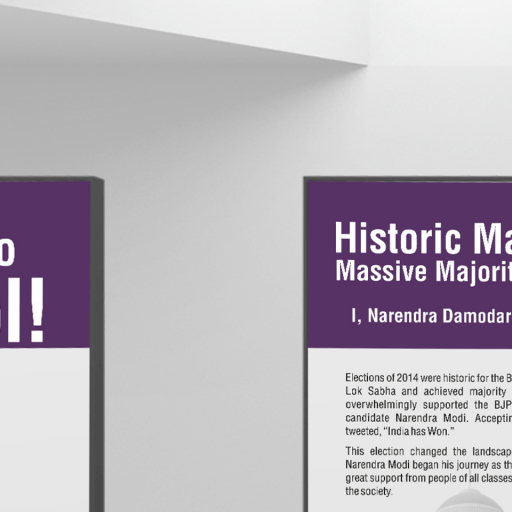 o
l!
Historic Ma
Massive Majorit
I, Narendra Damodar
Elections of 2014 were historic for the B
Lok Sabha and achieved majority
overwhelmingly supported the BJP
candidate Narendra Modi. Acceptin
tweeted, “India has Won.”
This election changed the landscap
Narendra Modi began his journey as th
great support from people of all classes
the society.